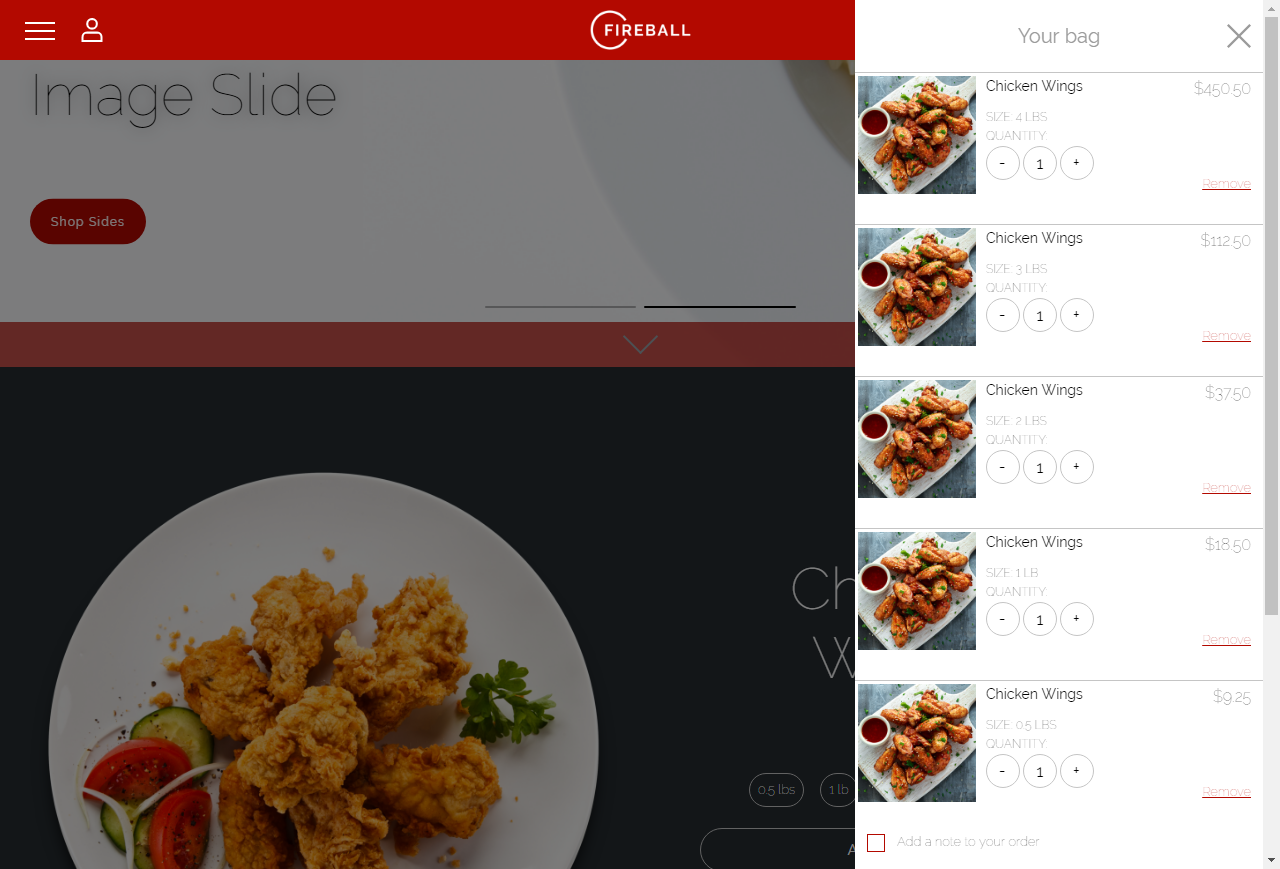 FIREBALL
Image Slide
Shop Sides
0.5 lbs
1 lb
Your bag
Chicken Wings
$450.50
SIZE: 4 LBS
QUANTITY:
- 1 +
Remove
Chicken Wings
$112.50
SIZE: 3 LBS
QUANTITY:
- 1 +
Remove
Chicken Wings
$37.50
SIZE: 2 LBS
QUANTITY:
- 1 +
Remove
Chicken Wings
$18.50
SIZE: 1 LB
QUANTITY:
- 1 +
Remove
Chicken Wings
$9.25
SIZE: 0.5 LBS
QUANTITY:
- 1 +
Remove
Add a note to your order